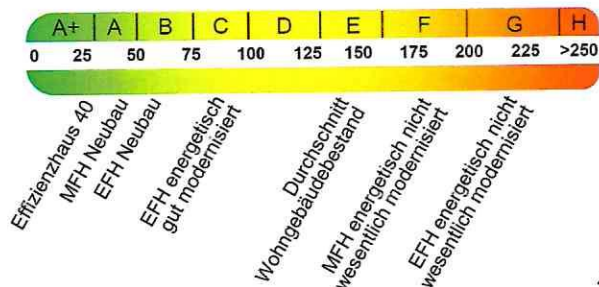 A+ A B C D E F G H
0 25 50 75 100 125 150 175 200 225 >250
Effizienzhaus 40
MFH Neubau
EFH Neubau
EFH energetisch
gut modernisiert
Durchschnitt
Wohngebäudebestand
MFH energetisch nicht
wesentlich modernisiert
EFH energetisch nicht
wesentlich modernisiert